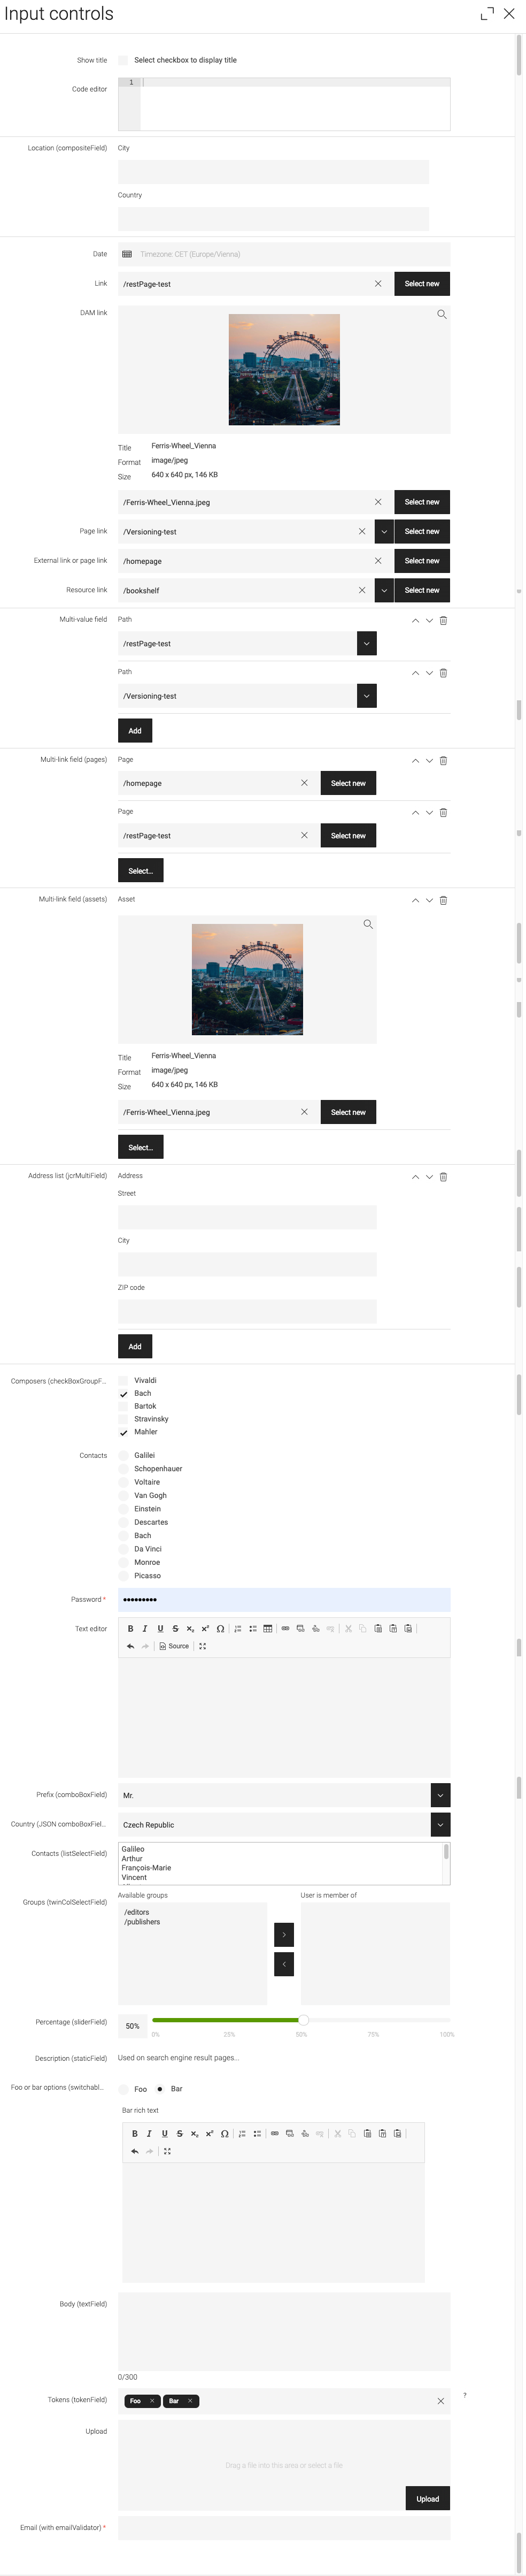 Input controls
Show title
Select checkbox to display title
Code editor
1
Location (compositeField)
City
Country
Date
Timezone: CET (Europe/Vienna)
Link
/restPage-test
Select new
DAM link
Title Ferris-Wheel_Vienna
Format image/jpeg
Size 640 x 640 px, 146 KB
/Ferris-Wheel_Vienna.jpeg
Select new
Page link
/Versioning-test
Select new
External link or page link
/homepage
Select new
Resource link
/bookshelf
Select new
Multi-value field
Path
/restPage-test
Path
/Versioning-test
Add
Multi-link field (pages)
Page
/homepage
Select new
Page
/restPage-test
Select new
Select...
Multi-link field (assets)
Asset
Title Ferris-Wheel_Vienna
Format image/jpeg
Size 640 x 640 px, 146 KB
/Ferris-Wheel_Vienna.jpeg
Select new
Select...
Address list (jcrMultiField)
Address
Street
City
ZIP code
Add
Composers (checkBoxGroupF...
Vivaldi
Bach
Bartok
Stravinsky
Mahler
Contacts
Galilei
Schopenhauer
Voltaire
Van Gogh
Einstein
Descartes
Bach
Da Vinci
Monroe
Picasso
Password *
Text editor
Source
Prefix (comboBoxField)
Mr.
Country (JSON comboBoxFiel...
Czech Republic
Contacts (listSelectField)
Galileo
Arthur
François-Marie
Vincent
Groups (twinColSelectField)
Available groups
User is member of
/editors
/publishers
Percentage (sliderField)
50%
0% 25% 50% 75% 100%
Description (staticField)
Used on search engine result pages...
Foo or bar options (switchabl...
Foo
Bar
Bar rich text
Body (textField)
0/300
Tokens (tokenField)
Foo
Bar
?
Upload
Drag a file into this area or select a file
Upload
Email (with emailValidator) *